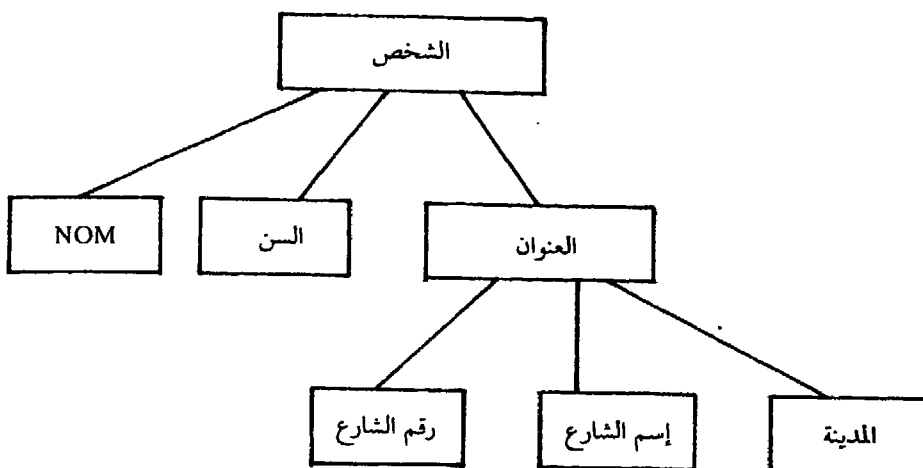 الشخص
NOM
السن
العنوان
رقم الشارع
إسم الشارع
المدينة